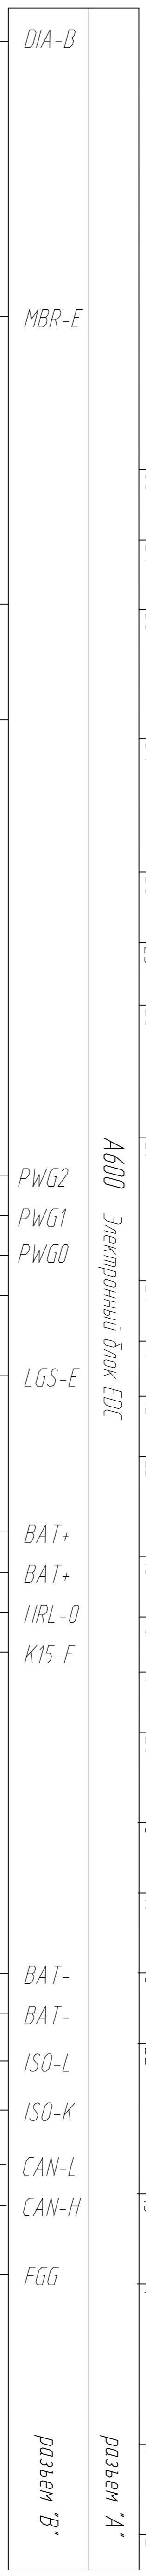 DIA-B
MBR-E
PWG2
PWG1
PWG0
LGS-E
BAT+
BAT+
HRL-0
K15-E
BAT-
BAT-
ISO-L
ISO-K
CAN-L
CAN-H
FGG
разъем "В"
А600 Электронный блок EDC
разъем "А"